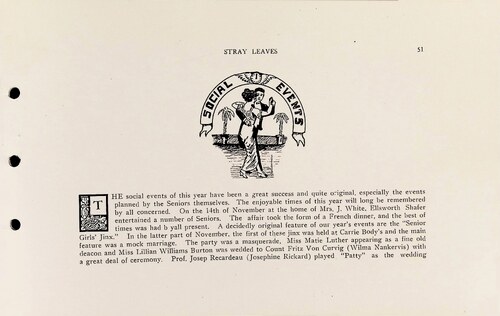 STRAY LEAVES 51
SOCIAL EVENTS
THE social events of this year have been a great success and quite original, especially the events
planned by the Seniors themselves. The enjoyable times of this year will long be remembered
by all concerned. On the 14th of November at the home of Mrs. J. White, Ellsworth Shafer
entertained a number of Seniors. The affair took the form of a French dinner, and the best of
times was had b yall present. A decidedly original feature of our year's events are the "Senior
Girls' Jinx." In the latter part of November, the first of these jinx was held at Carrie Body's and the main
feature was a mock marriage. The party was a masquerade, Miss Matie Luther appearing as a fine old
deacon and Miss Lillian Williams Burton was welded to Count Fritz Von Curvig (Wilma Nankervis) with
a great deal of ceremony. Prof. Josep Recardeau (Josephine Rickard) played "Patty" as the wedding